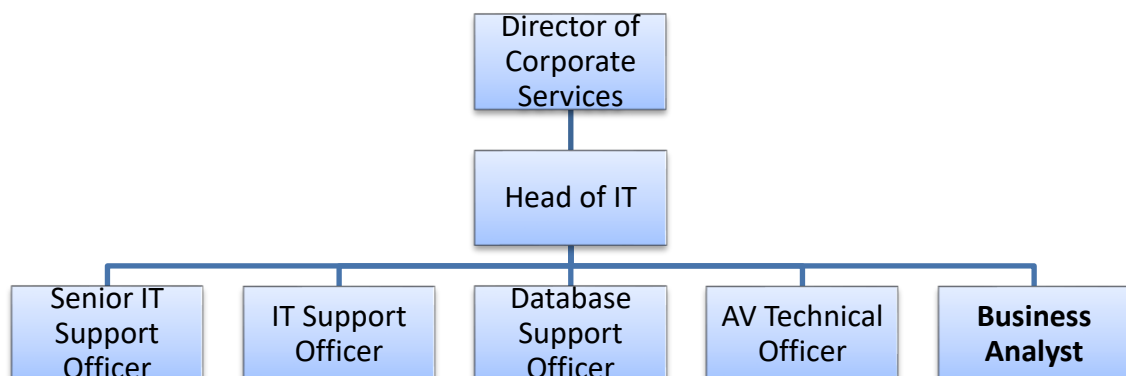 Director of
Corporate
Services
Head of IT
Senior IT
Support
Officer
IT Support
Officer
Database
Support
Officer
AV Technical
Officer
Business
Analyst